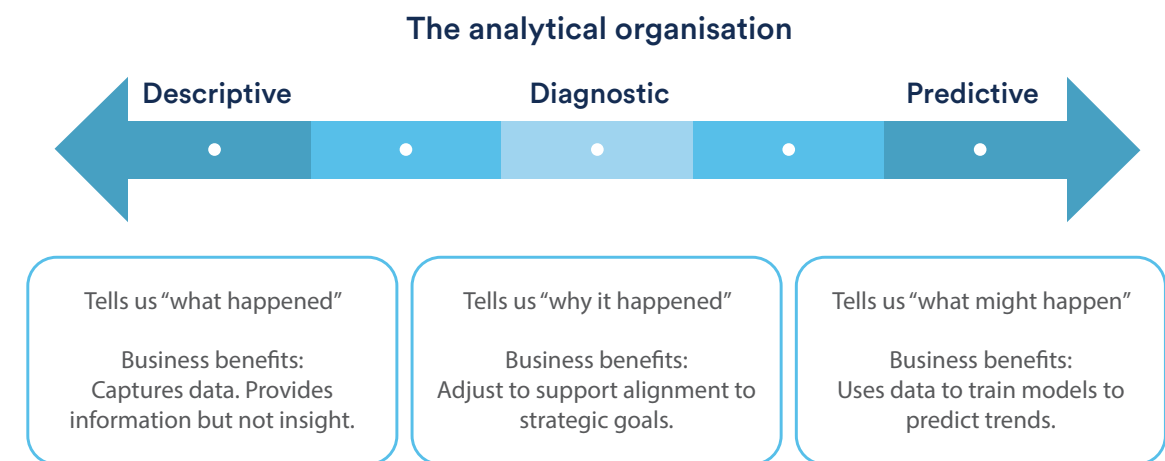 The analytical organisation
Descriptive
Diagnostic
Predictive
Tells us “what happened”
Business benefits:
Captures data. Provides
information but not insight.
Tells us “why it happened”
Business benefits:
Adjust to support alignment to
strategic goals.
Tells us “what might happen”
Business benefits:
Uses data to train models to
predict trends.